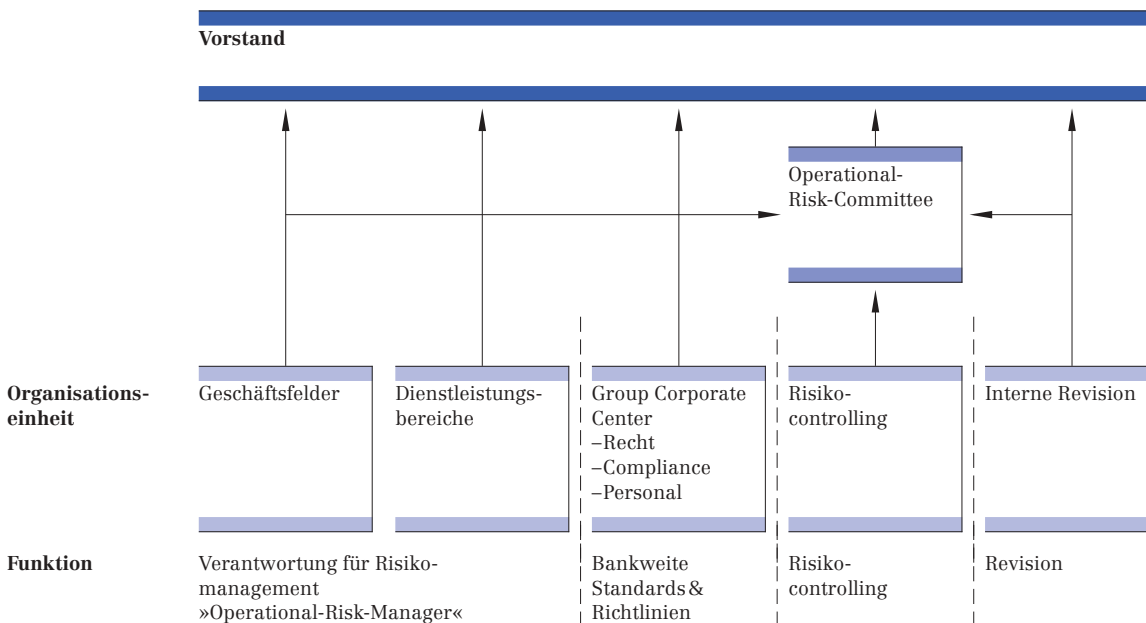 Vorstand
Operational-
Risk-Committee
Organisations-
einheit
Geschäftsfelder
Dienstleistungs-
bereiche
Group Corporate
Center
–Recht
–Compliance
–Personal
Risiko-
controlling
Interne Revision
Funktion
Verantwortung für Risiko-
management
»Operational-Risk-Manager«
Bankweite
Standards &
Richtlinien
Risiko-
controlling
Revision